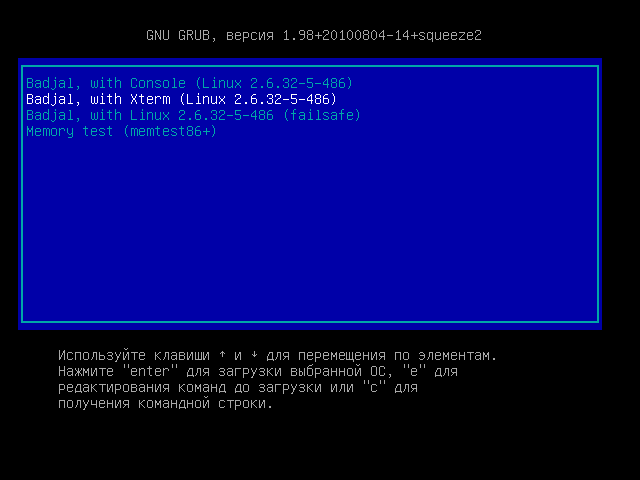 GNU GRUB, версия 1.98+20100804-14+squeeze2
Badjal, with Console (Linux 2.6.32-5-486)
Badjal, with Xterm (Linux 2.6.32-5-486)
Badjal, with Linux 2.6.32-5-486 (failsafe)
Memory test (memtest86+)
Используйте клавиши ↑ и ↓ для перемещения по элементам.
Нажмите "enter" для загрузки выбранной ОС, "e" для
редактирования команд до загрузки или "c" для
получения командной строки.